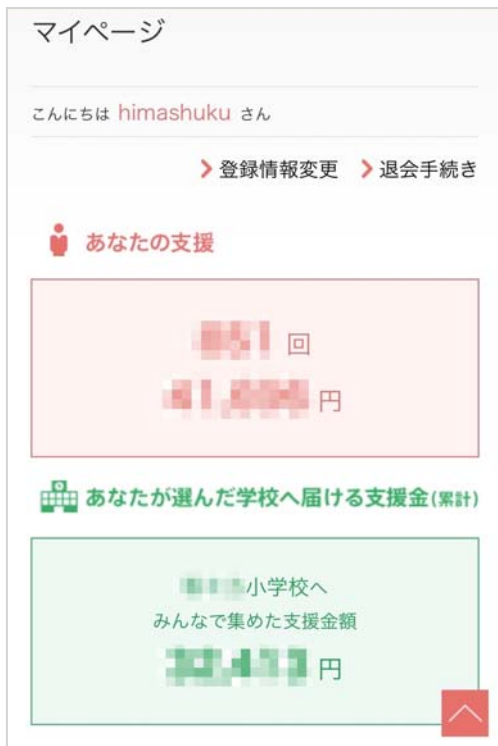 マイページ
こんにちは himashuku さん
登録情報変更 退会手続き
あなたの支援
回
円
あなたが選んだ学校へ届ける支援金(累計)
小学校へ
みんなで集めた支援金額
円